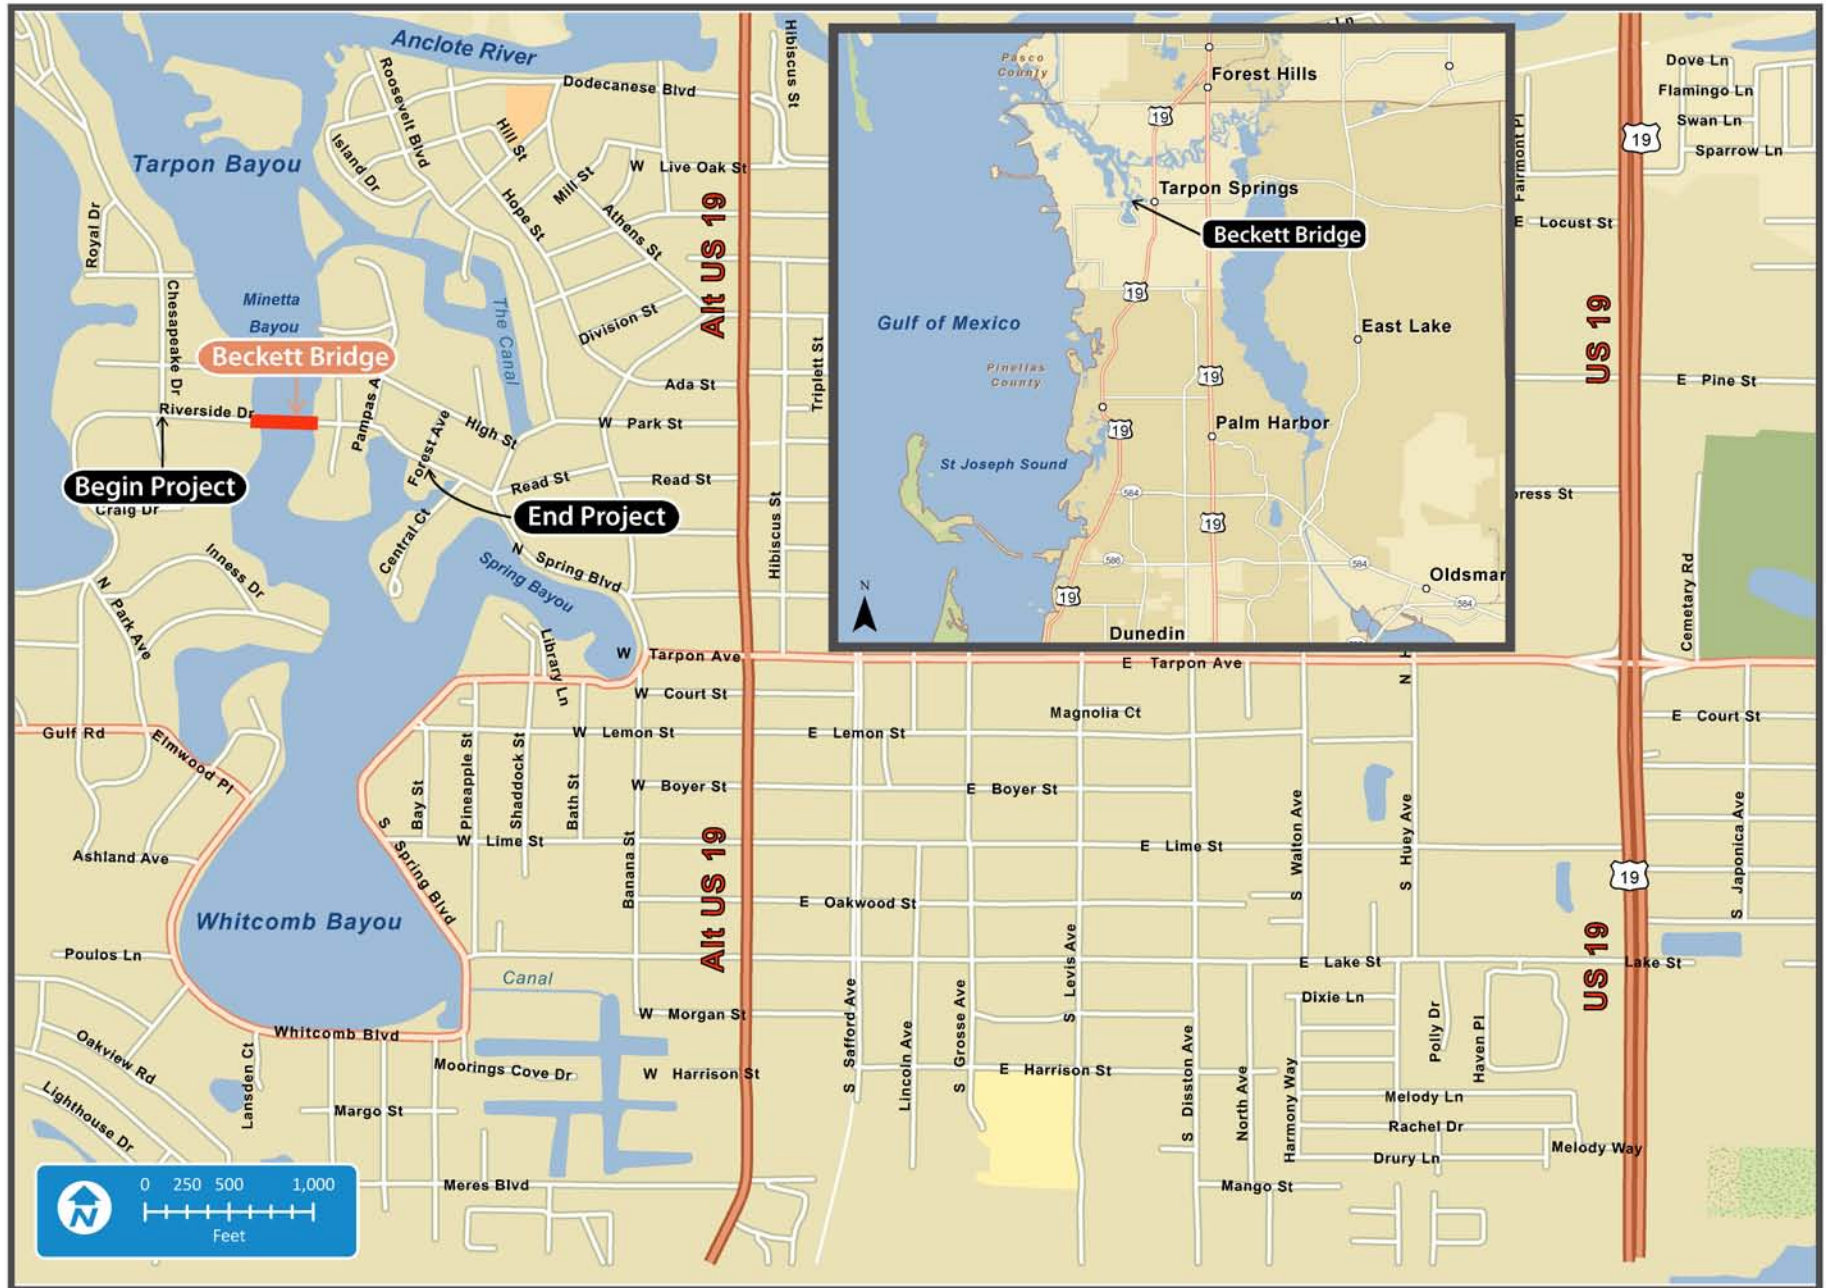 Anclote River
Dodecanese Blvd
Hibiscus St
Roosevelt Blvd
Hill St
Island Dr
Tarpon Bayou
W Live Oak St
Mill St
Hope St
Athens St
Royal Dr
Alt US 19
Chesapeake Dr
Minetta
Bayou
The Canal
Division St
Beckett Bridge
Triplett St
Ada St
Riverside Dr
Pampas A
Forest Ave
High St
W Park St
Begin Project
Read St
Read St
Craig Dr
End Project
Hibiscus St
Central Ct
Inness Dr
N Spring Blvd
Spring Bayou
N Park Ave
Library Ln
W Tarpon Ave
E Tarpon Ave
Pasco
County
Forest Hills
19
Tarpon Springs
Beckett Bridge
19
Gulf of Mexico
East Lake
Pinellas
County
19
Palm Harbor
19
St Joseph Sound
584
19
586
584
Oldsmar
584
19
N
Dunedin
Ln
Dove Ln
Flamingo Ln
Swan Ln
Sparrow Ln
19
Fairmont Pl
E Locust St
US 19
E Pine St
press St
Cemetary Rd
N H
W Court St
E Court St
Magnolia Ct
Gulf Rd
Elmwood Pl
W Lemon St
E Lemon St
Bay St
Pineapple St
Shaddock St
Bath St
W Boyer St
E Boyer St
S Walton Ave
S Huey Ave
S Japonica Ave
W Lime St
E Lime St
Ashland Ave
S Spring Blvd
Banana St
Alt US 19
19
E Oakwood St
Whitcomb Bayou
Poulos Ln
S Levis Ave
US 19
E Lake St
Lake St
Canal
Dixie Ln
W Morgan St
S Safford Ave
Lincoln Ave
S Grosse Ave
S Disston Ave
North Ave
Harmony Way
Polly Dr
Haven Pl
Whitcomb Blvd
Oakview Rd
Lansden Ct
Moorings Cove Dr
W Harrison St
E Harrison St
Melody Ln
Lighthouse Dr
Margo St
Rachel Dr
Melody Way
Drury Ln
Meres Blvd
Mango St
N
0 250 500 1,000
Feet